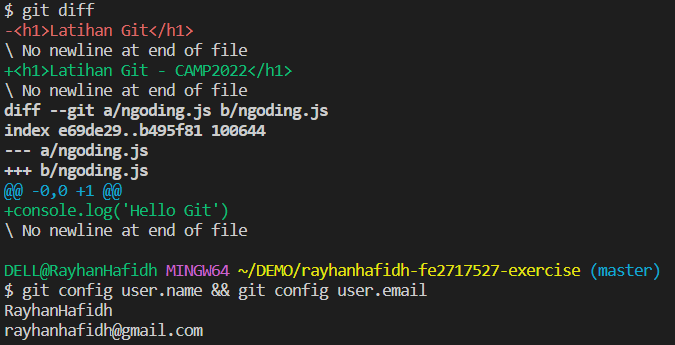 $ git diff
-<h1>Latihan Git</h1>
\ No newline at end of file
+<h1>Latihan Git - CAMP2022</h1>
\ No newline at end of file
diff --git a/ngoding.js b/ngoding.js
index e69de29..b495f81 100644
--- a/ngoding.js
+++ b/ngoding.js
@@ -0,0 +1 @@
+console.log('Hello Git')
\ No newline at end of file
DELL@RayhanHafidh MINGW64 ~/DEMO/rayhanhafidh-fe2717527-exercise (master)
$ git config user.name && git config user.email
RayhanHafidh
rayhanhafidh@gmail.com